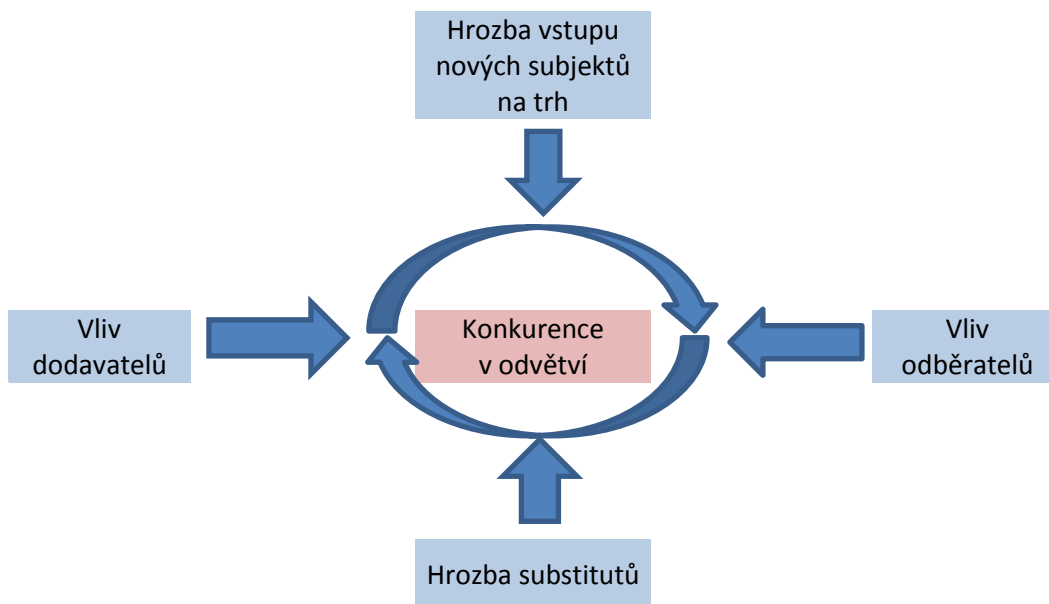 Hrozba vstupu
nových subjektů
na trh
Vliv
dodavatelů
Konkurence
v odvětví
Vliv
odběratelů
Hrozba substitutů